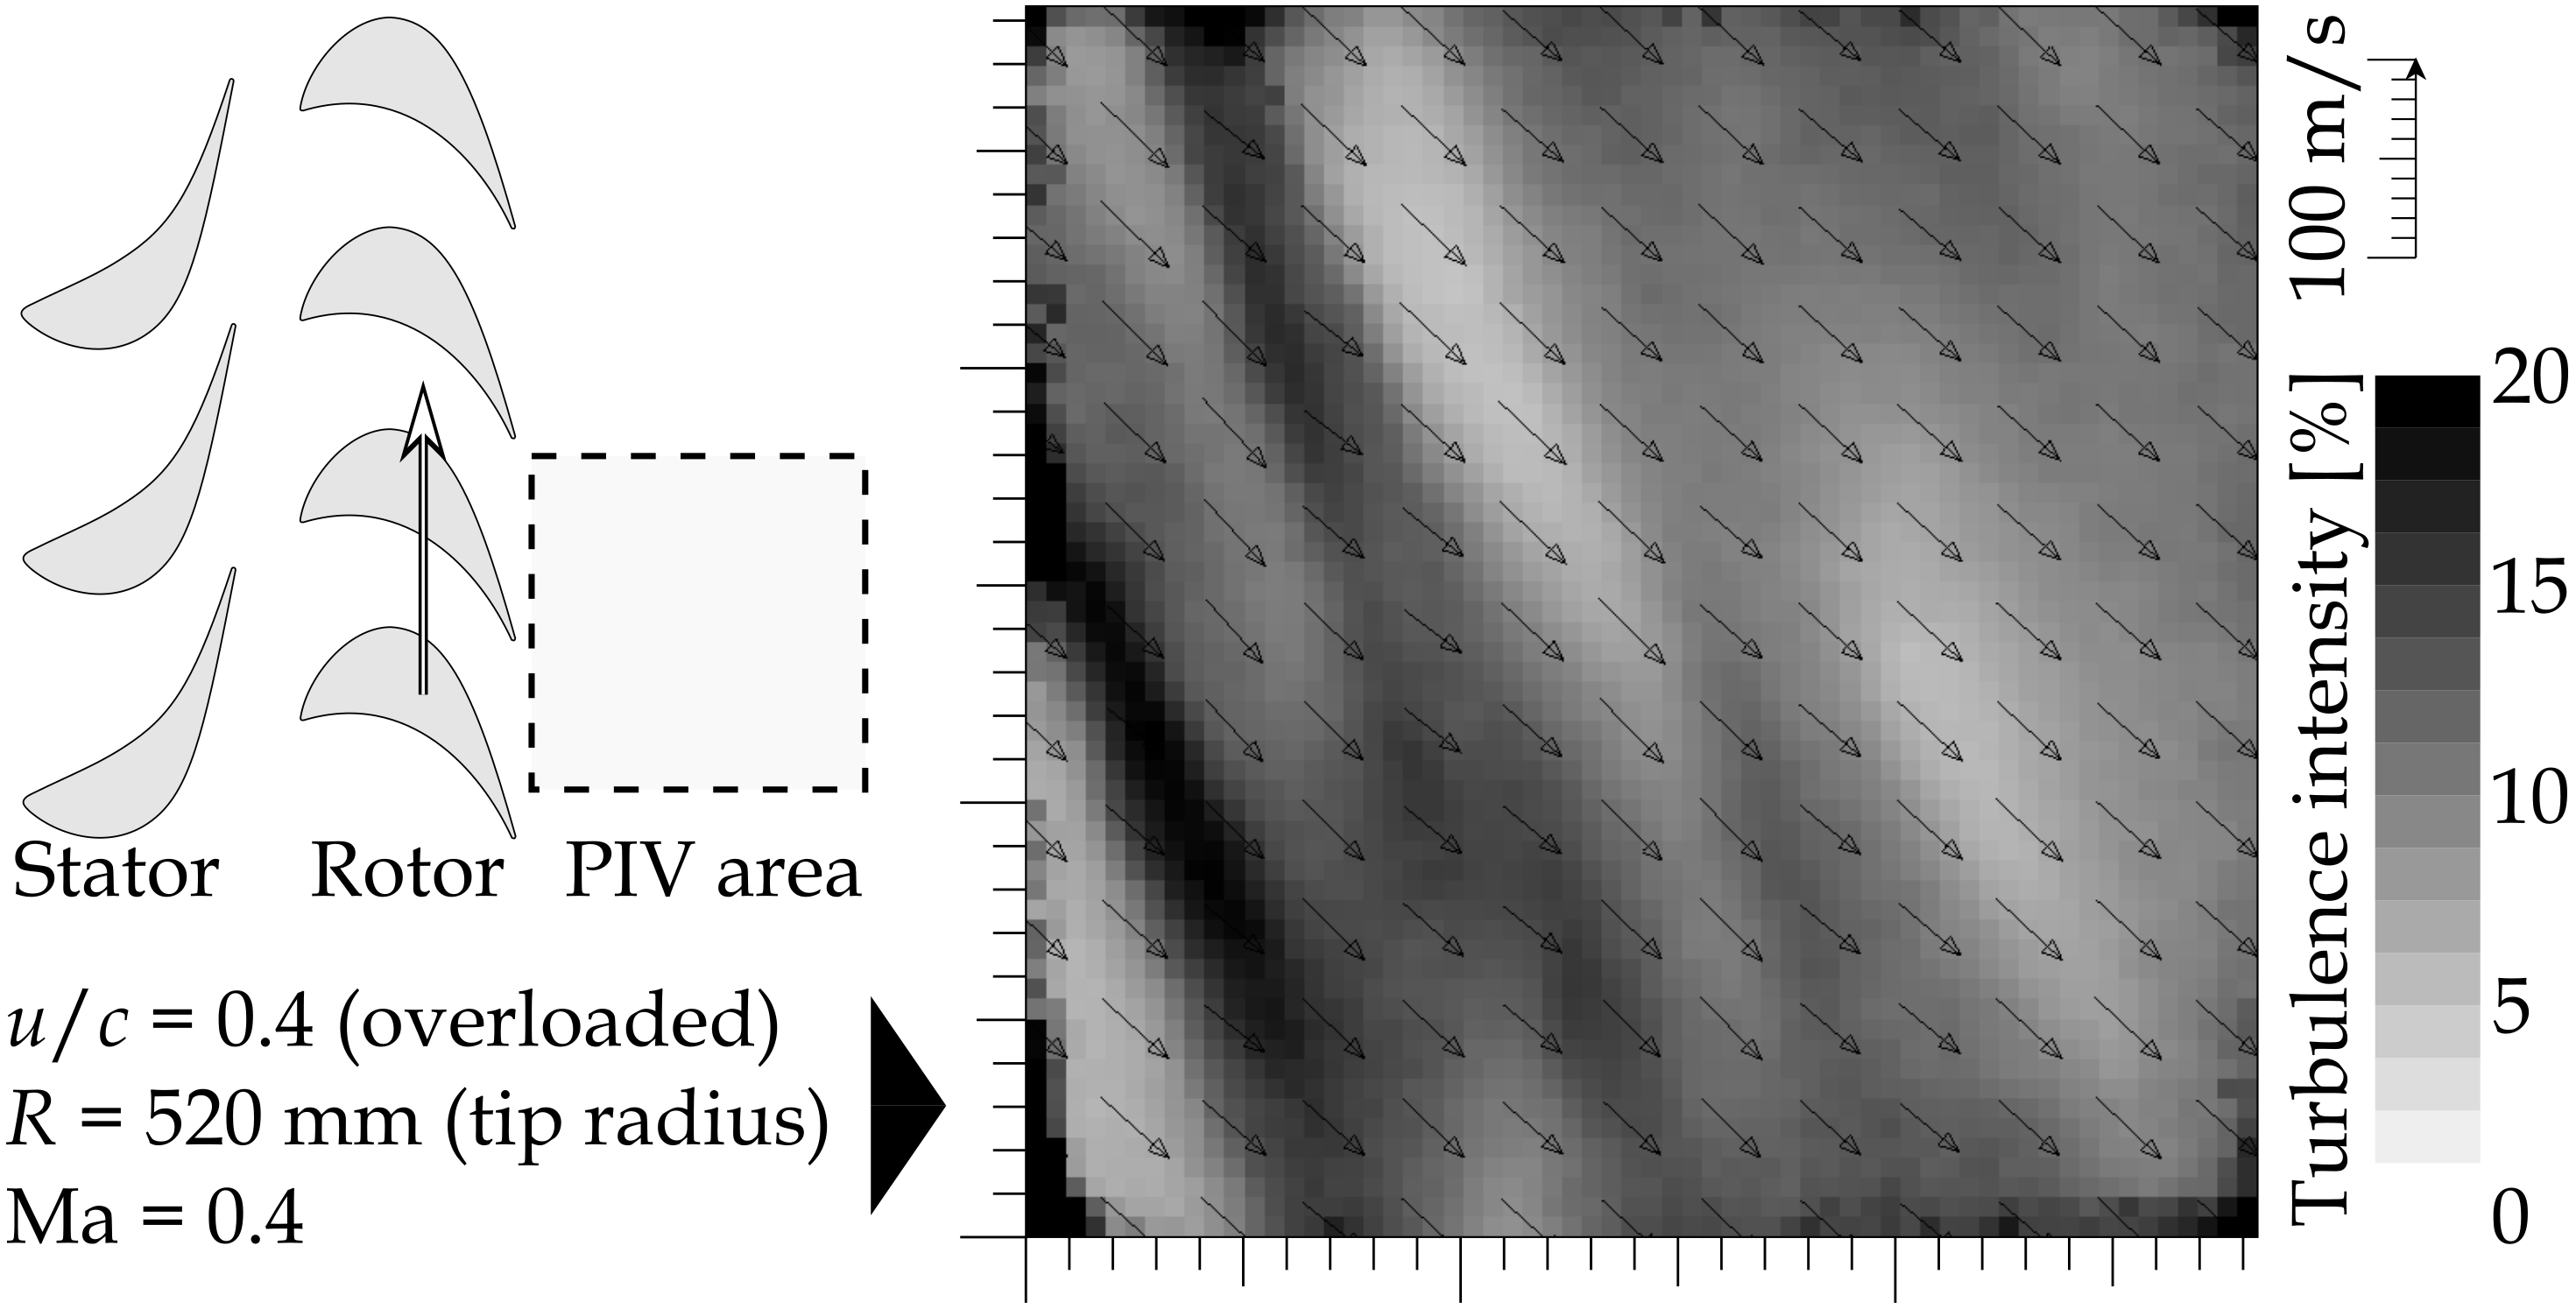 Stator Rotor PIV area
u/c = 0.4 (overloaded)
R = 520 mm (tip radius)
Ma = 0.4
100 m/s
Turbulence intensity [%]
20
15
10
5
0